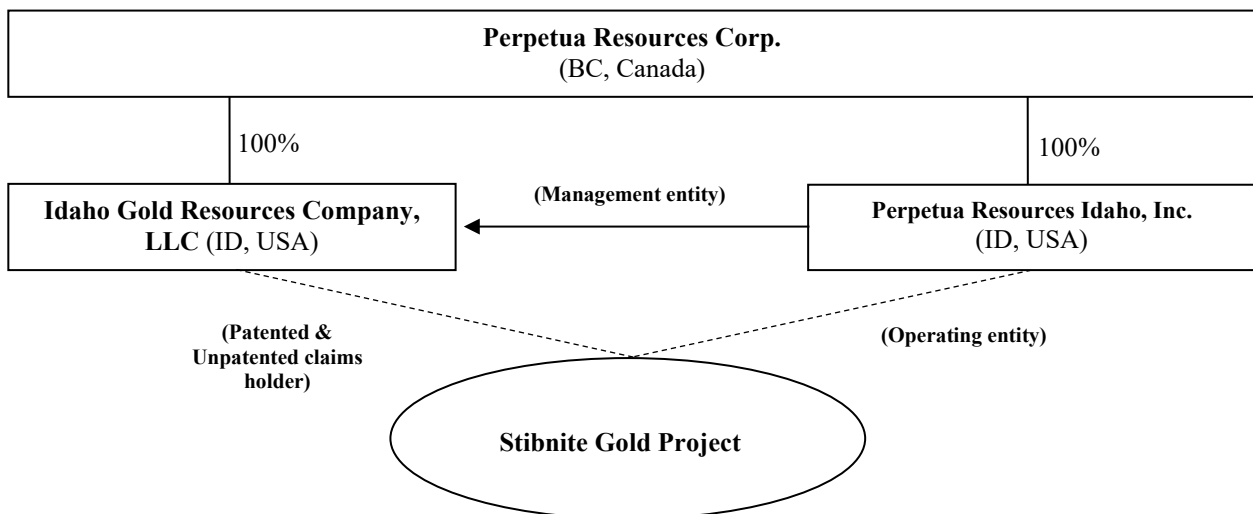 Perpetua Resources Corp.
(BC, Canada)
100%
100%
Idaho Gold Resources Company,
LLC (ID, USA)
(Management entity)
Perpetua Resources Idaho, Inc.
(ID, USA)
(Patented &
Unpatented claims
holder)
(Operating entity)
Stibnite Gold Project